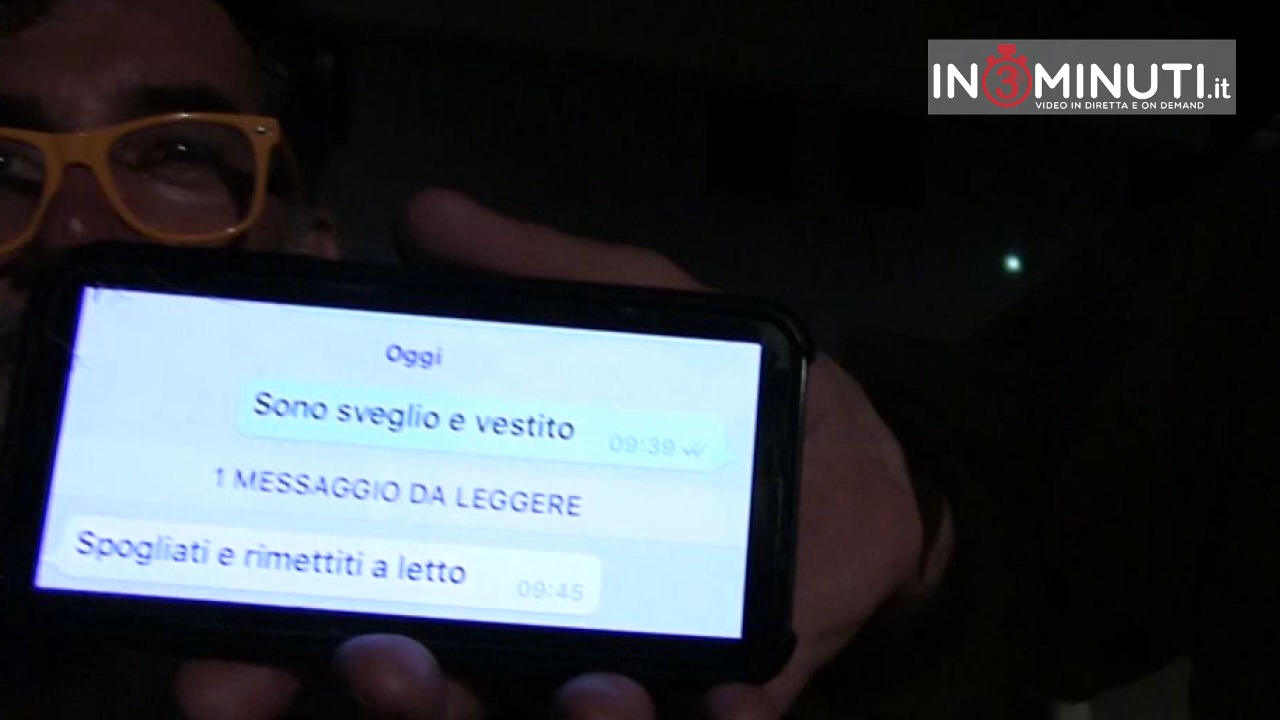 IN3MINUTI.it
VIDEO IN DIRETTA E ON DEMAND
Oggi
Sono sveglio e vestito 09:39
1 MESSAGGIO DA LEGGERE
Spogliati e rimettiti a letto 09:45